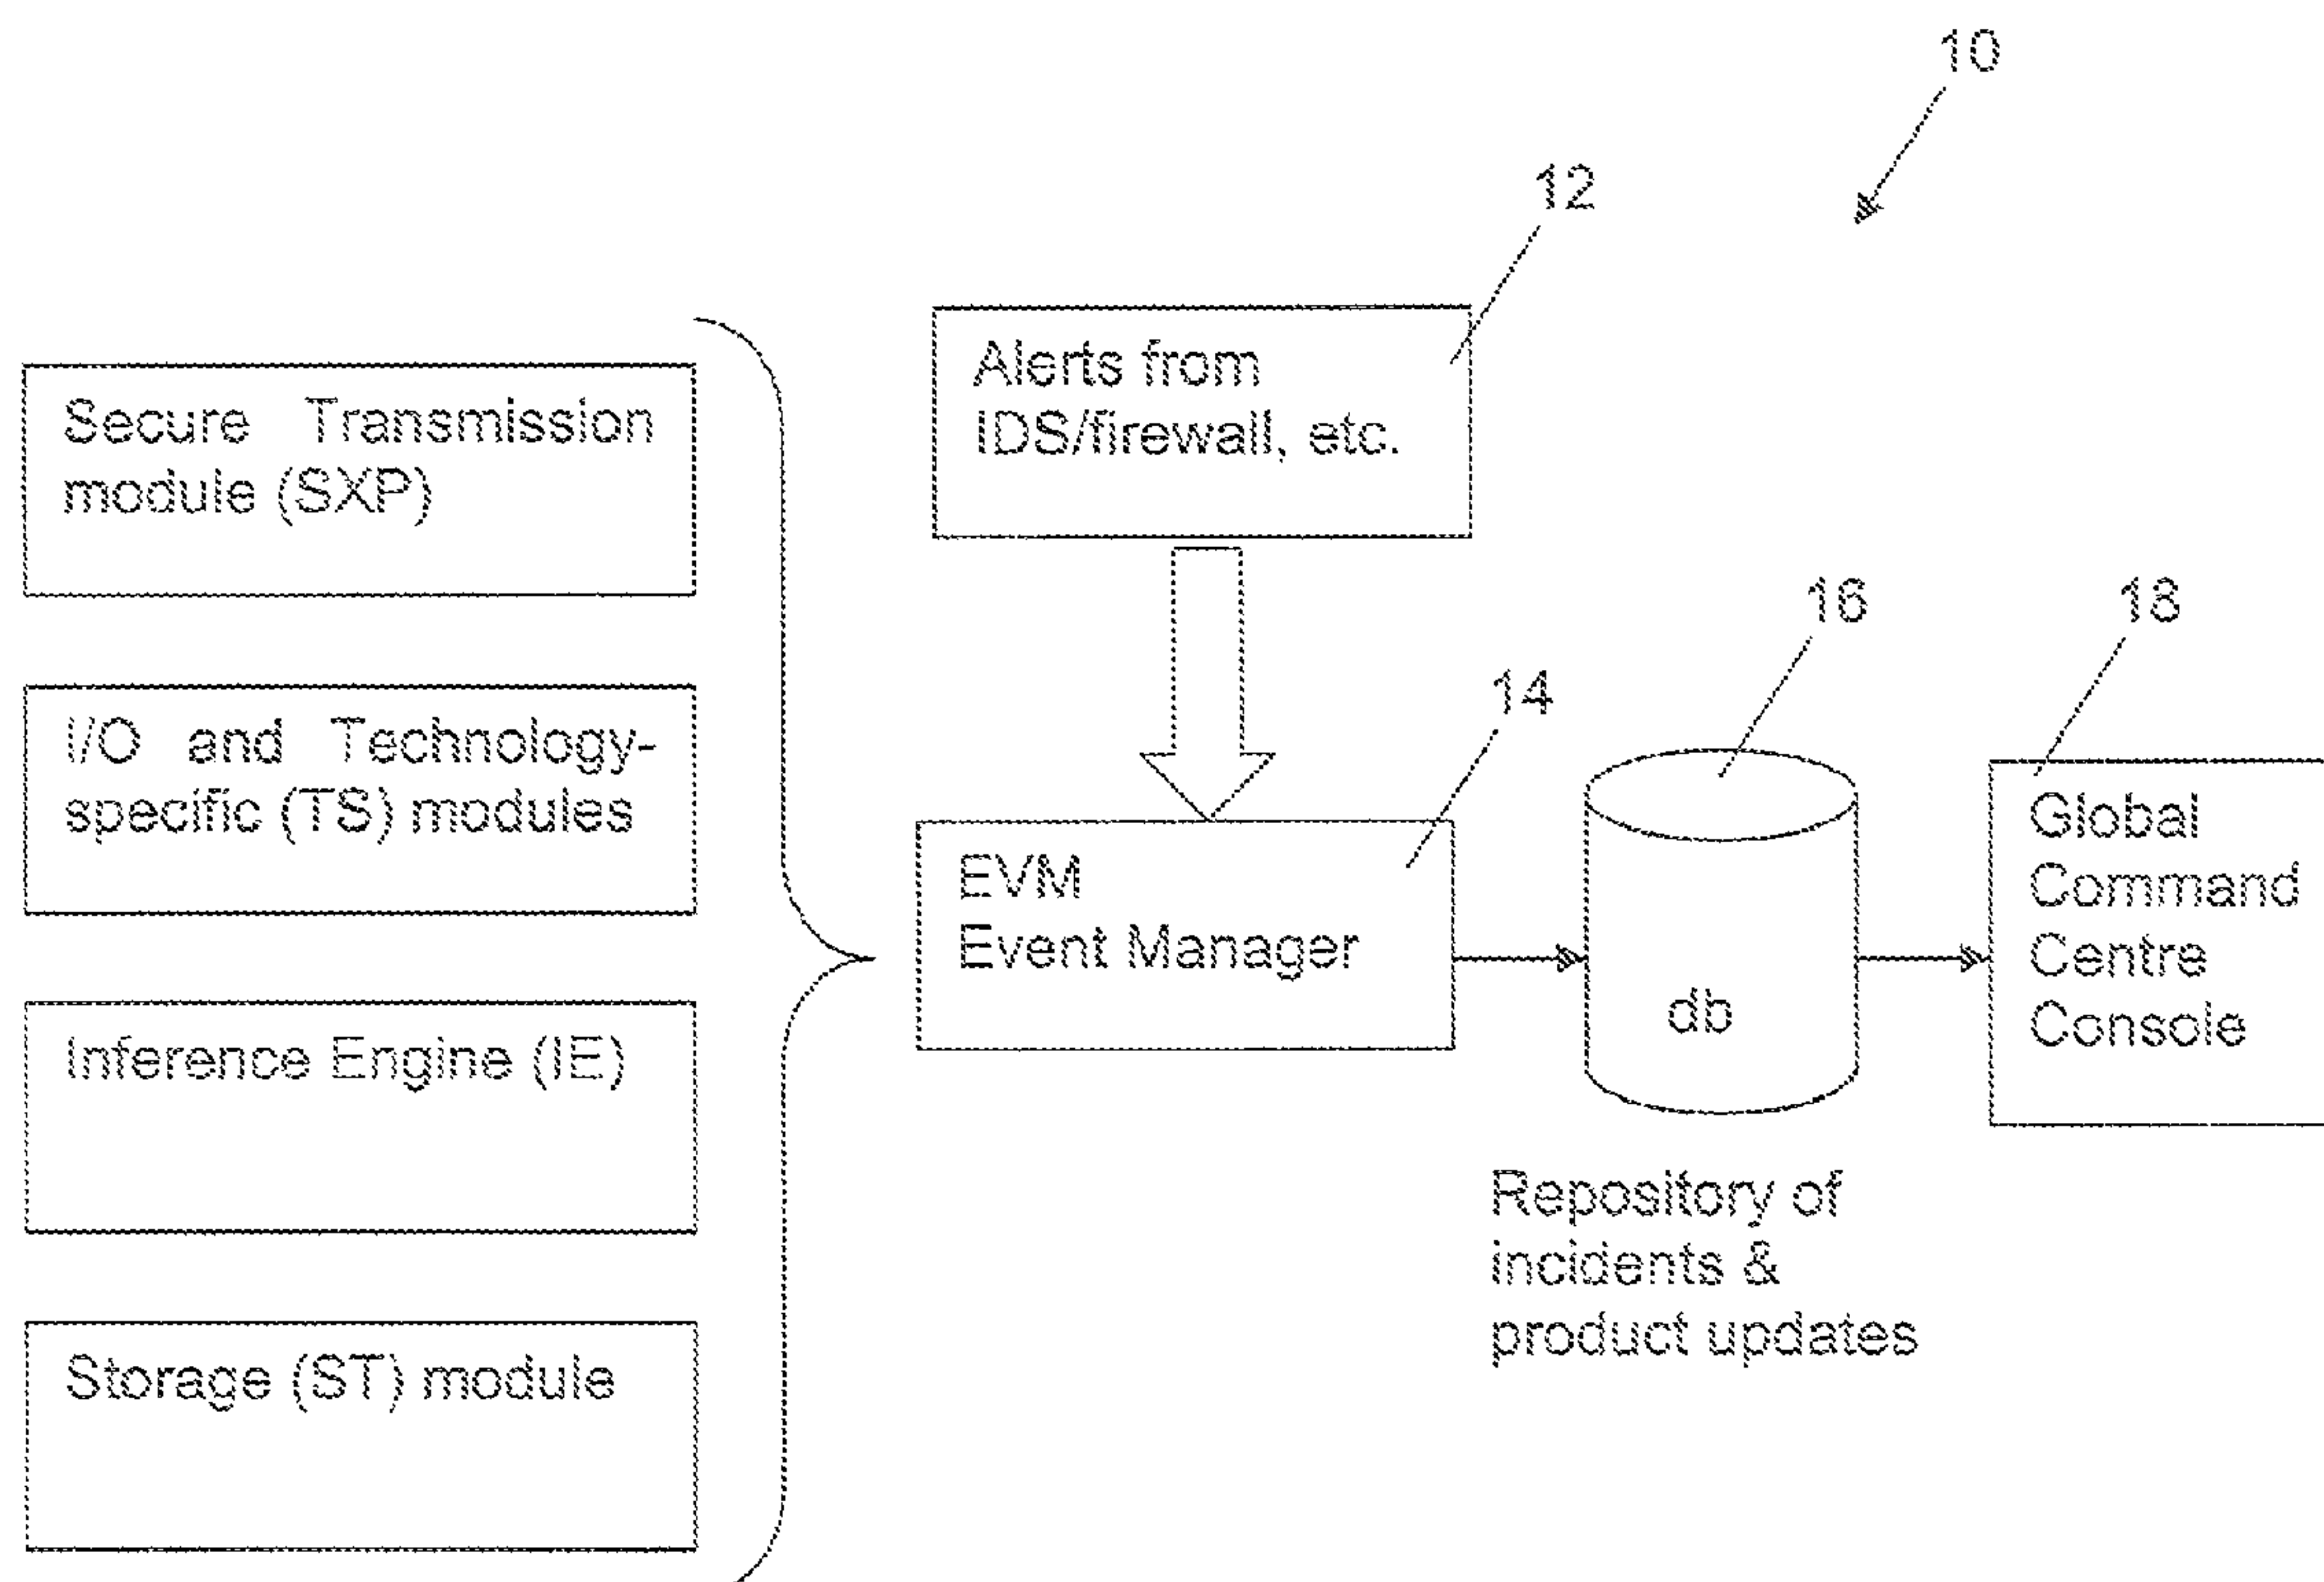 10
12
Alerts from
IDS/firewall, etc.
Secure Transmission
module (SXP)
I/O and Technology-
specific (TS) modules
Inference Engine (IE)
Storage (ST) module
14
EVM
Event Manager
16
db
Repository of
incidents &
product updates
18
Global
Command
Centre
Console